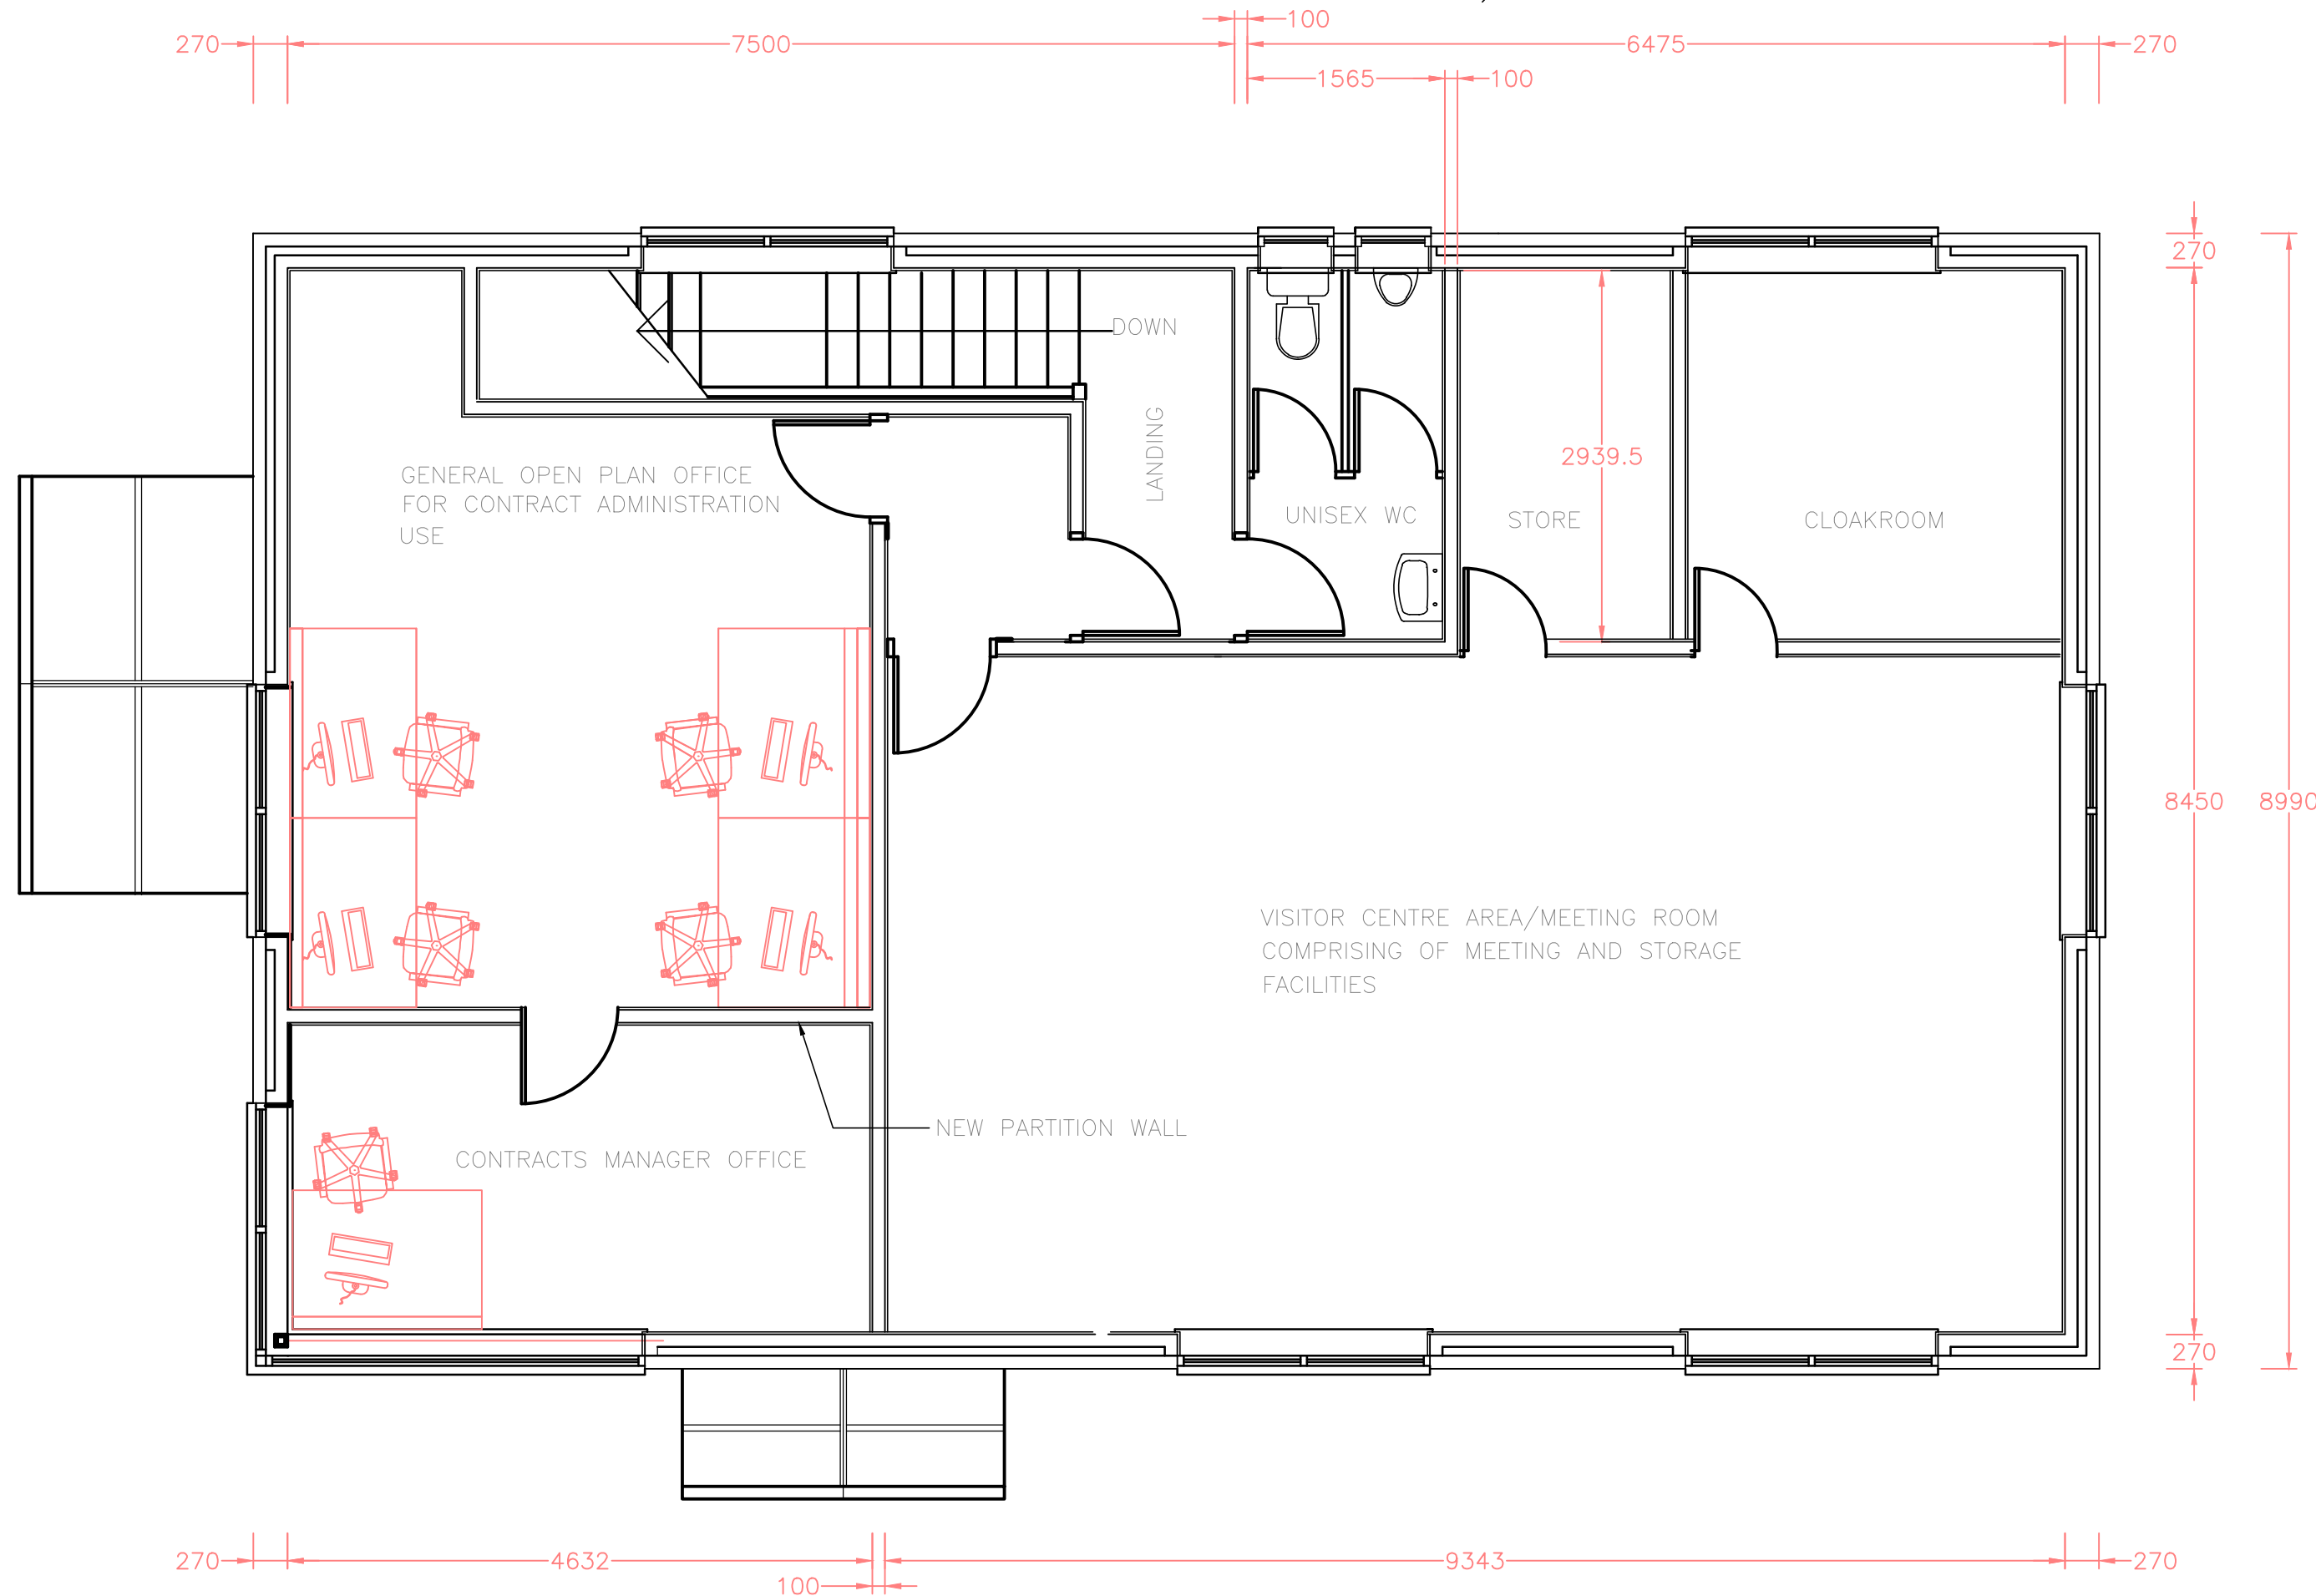 100
270
7500
6475
270
1565
100
270
DOWN
LANDING
2939.5
GENERAL OPEN PLAN OFFICE
FOR CONTRACT ADMINISTRATION
USE
UNISEX WC
STORE
CLOAKROOM
8450
8990
VISITOR CENTRE AREA/MEETING ROOM
COMPRISING OF MEETING AND STORAGE
FACILITIES
NEW PARTITION WALL
CONTRACTS MANAGER OFFICE
270
270
4632
9343
270
100